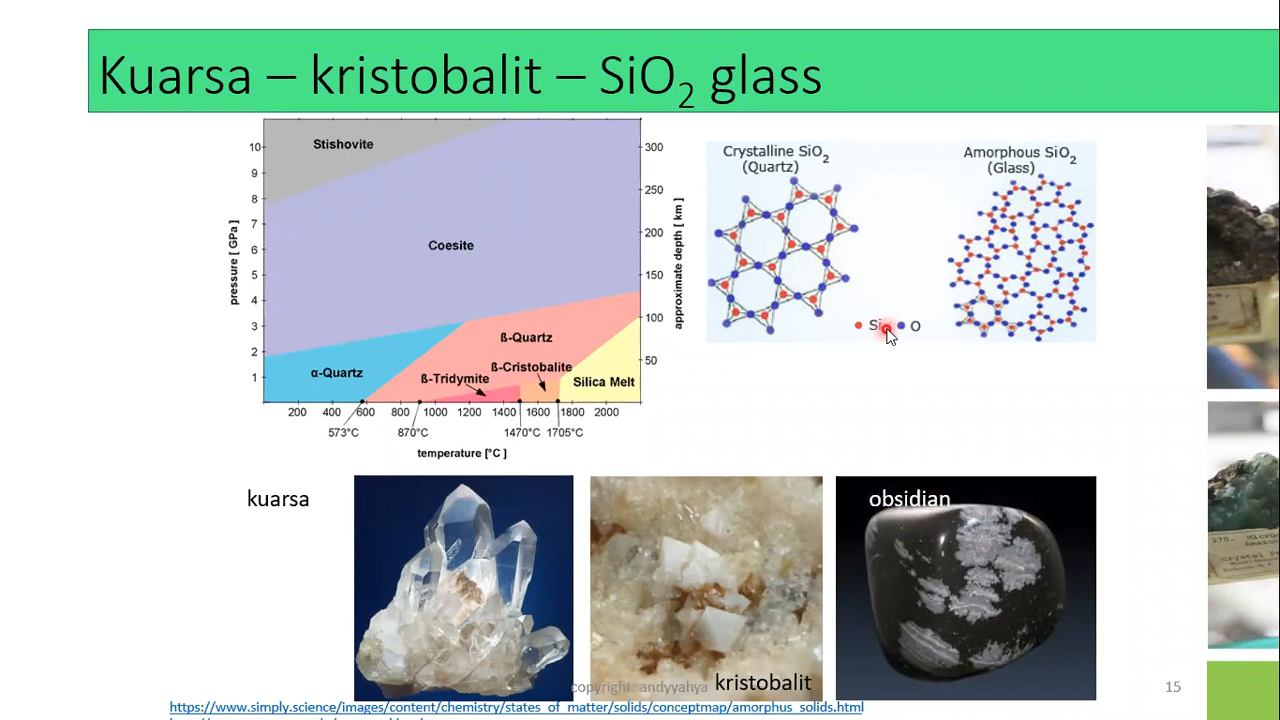 Kuarsa – kristobalit – SiO₂ glass
Stishovite
Coesite
ß-Quartz
α-Quartz
ß-Tridymite
ß-Cristobalite
Silica Melt
pressure [ GPa]
10
9
8
7
6
5
4
3
2
1
300
250
200
150
100
50
approximate depth [ km]
200 400 600 800 1000 1200 1400 1600 1800 2000
573°C 870°C 1470°C 1705°C
temperature [°C ]
Crystalline SiO₂
(Quartz)
Amorphous SiO₂
(Glass)
Si O
kuarsa
kristobalit
obsidian
copyright: andyyahya
15
https://www.simply.science/images/content/chemistry/states_of_matter/solids/conceptmap/amorphus_solids.html